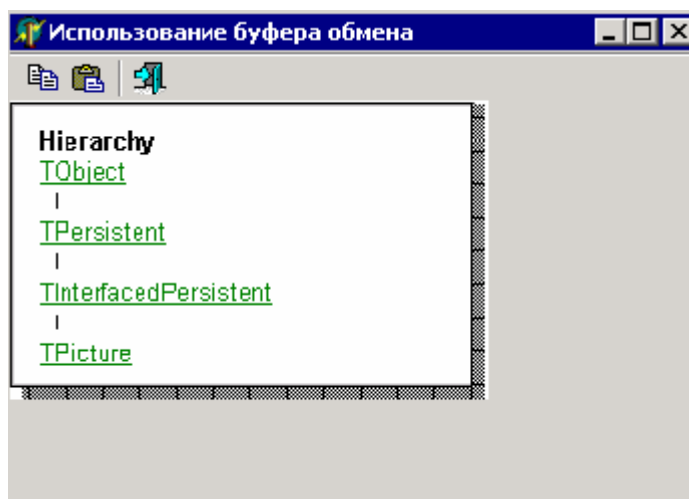 Использование буфера обмена
Hierarchy
TObject
TPersistent
TInterfacedPersistent
TPicture